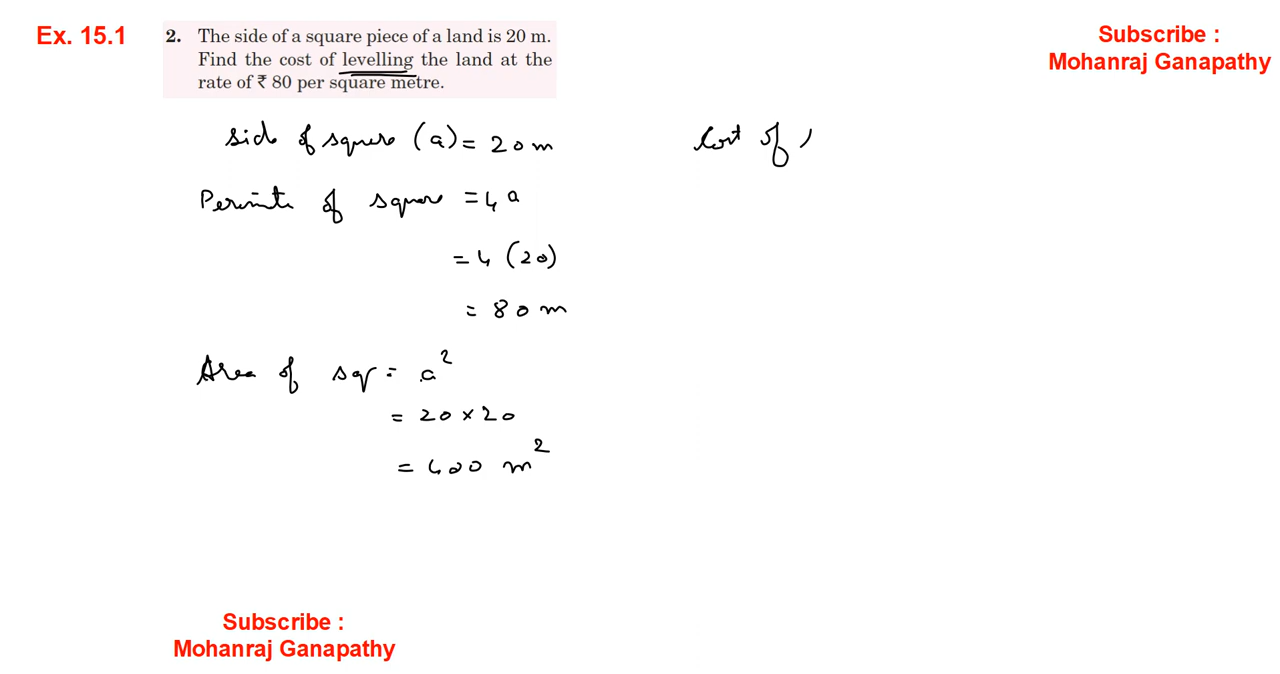 Ex. 15.1
2. The side of a square piece of a land is 20 m.
Find the cost of levelling the land at the
rate of ₹ 80 per square metre.
Subscribe :
Mohanraj Ganapathy
Side of square (a) = 20 m
Perimete of square = 4 a
= 4 (20)
= 80 m
Area of sq = a²
= 20 × 20
= 400 m²
Cost of
Subscribe :
Mohanraj Ganapathy